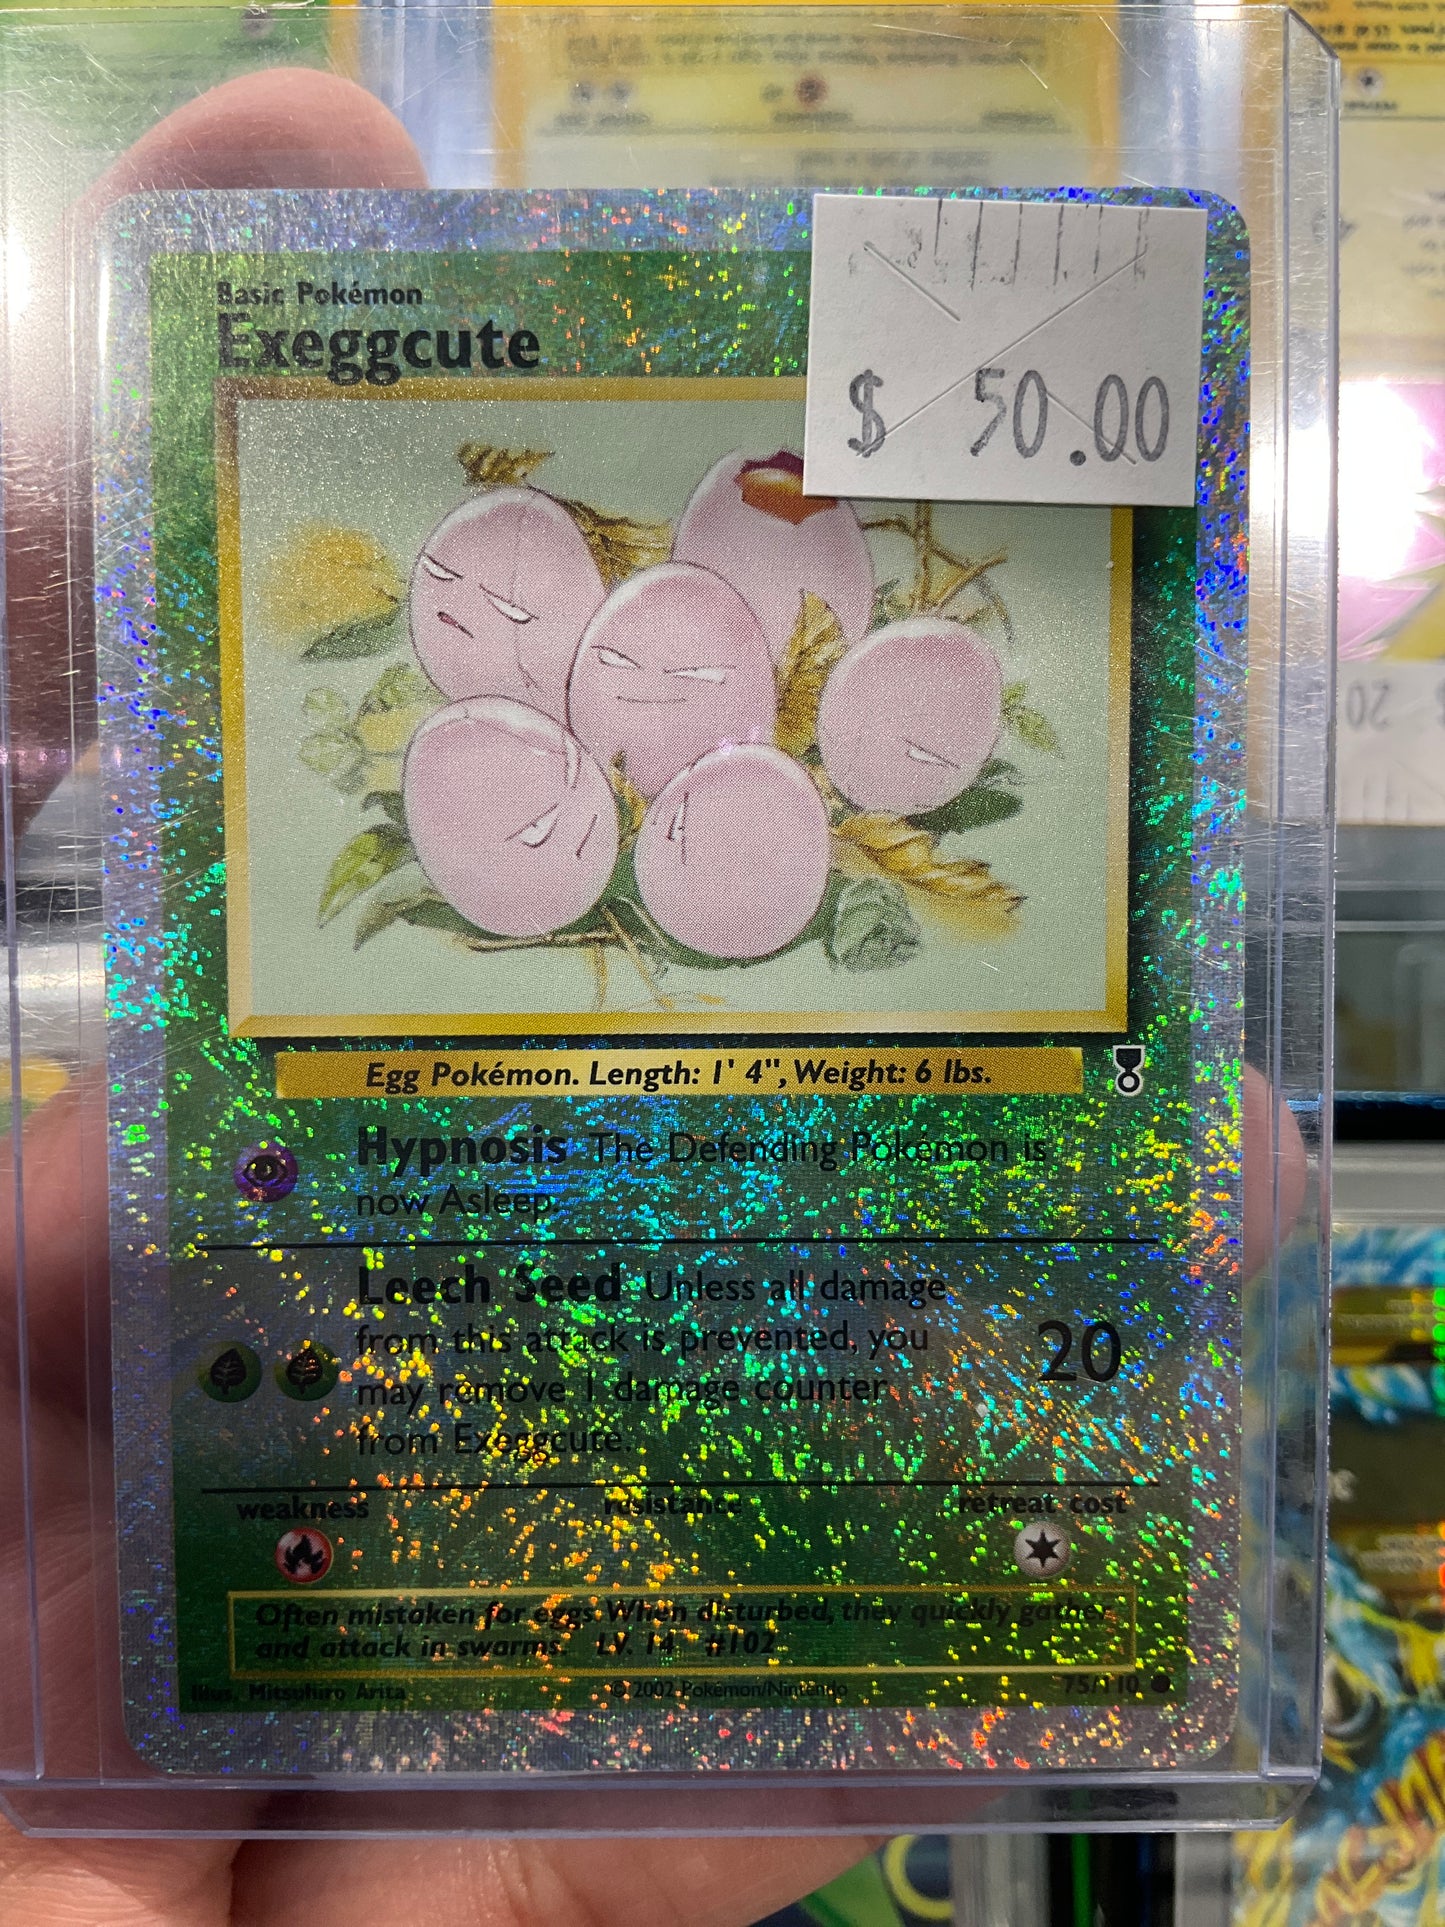 Basic Pokémon
Exeggcute
$ 50.00
Egg Pokémon. Length: 1' 4", Weight: 6 lbs.
Hypnosis The Defending Pokémon is
now Asleep.
Leech Seed Unless all damage
from this attack is prevented, you
may remove 1 damage counter
from Exeggcute.
20
weakness resistance retreat cost
Often mistaken for eggs. When disturbed, they quickly gather
and attack in swarms. LV. 14 #102
Illus. Mitsuhiro Arita © 2002 Pokémon/Nintendo 75/110
20